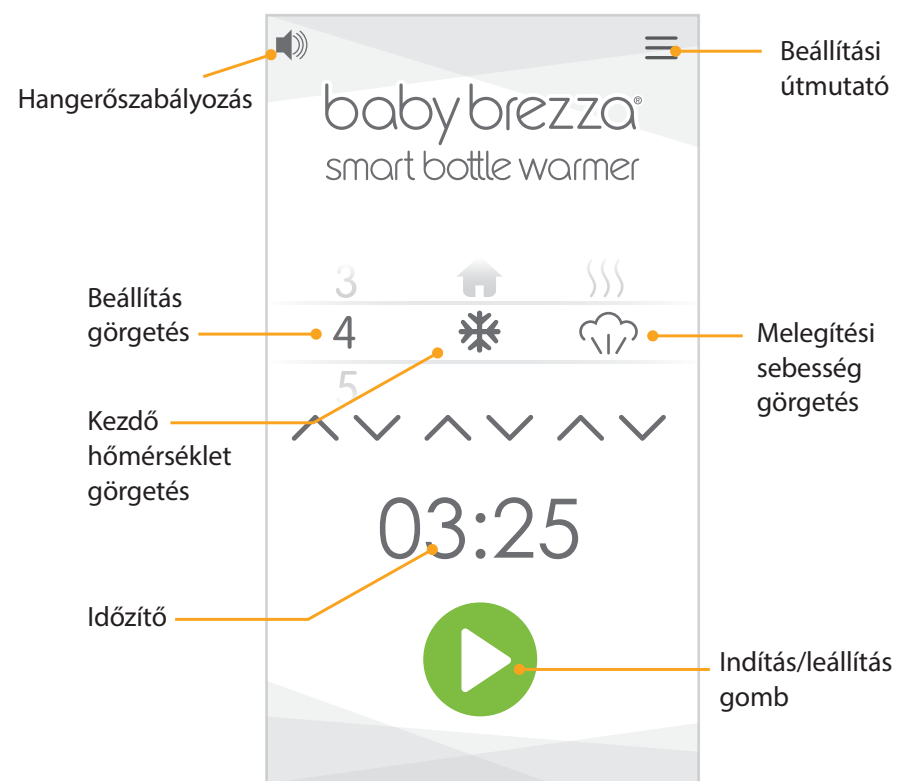 Beállítási
útmutató
Hangerőszabályozás
baby brezza®
smart bottle warmer
3
Beállítás
görgetés
4
Melegítési
sebesség
görgetés
5
Kezdő
hőmérséklet
görgetés
03:25
Időzítő
Indítás/leállítás
gomb